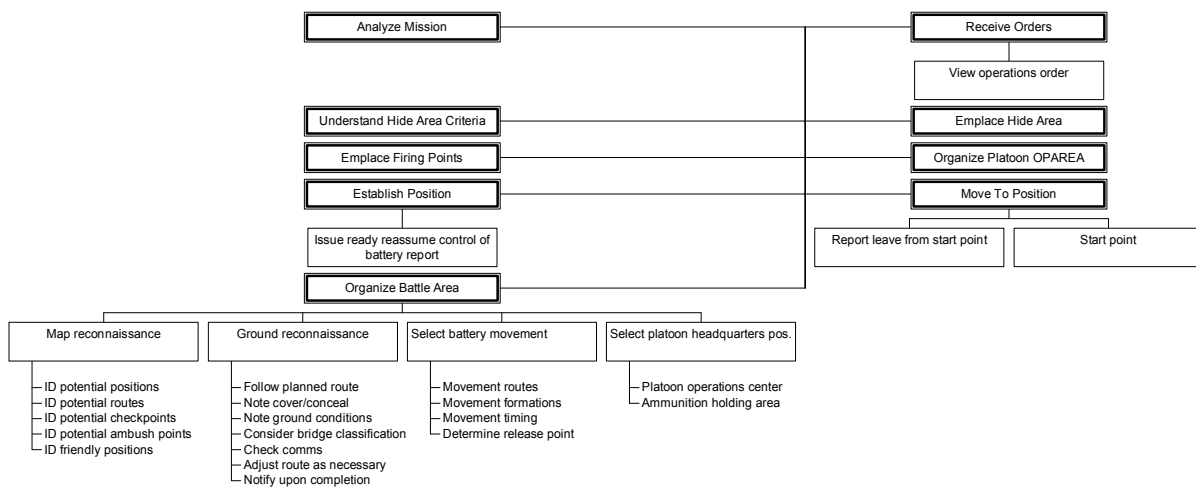 Analyze Mission
Receive Orders
View operations order
Understand Hide Area Criteria
Emplace Hide Area
Emplace Firing Points
Organize Platoon OPAREA
Establish Position
Move To Position
Issue ready reassume control of
battery report
Report leave from start point
Start point
Organize Battle Area
Map reconnaissance
Ground reconnaissance
Select battery movement
Select platoon headquarters pos.
ID potential positions
ID potential routes
ID potential checkpoints
ID potential ambush points
ID friendly positions
Follow planned route
Note cover/conceal
Note ground conditions
Consider bridge classification
Check comms
Adjust route as necessary
Notify upon completion
Movement routes
Movement formations
Movement timing
Determine release point
Platoon operations center
Ammunition holding area